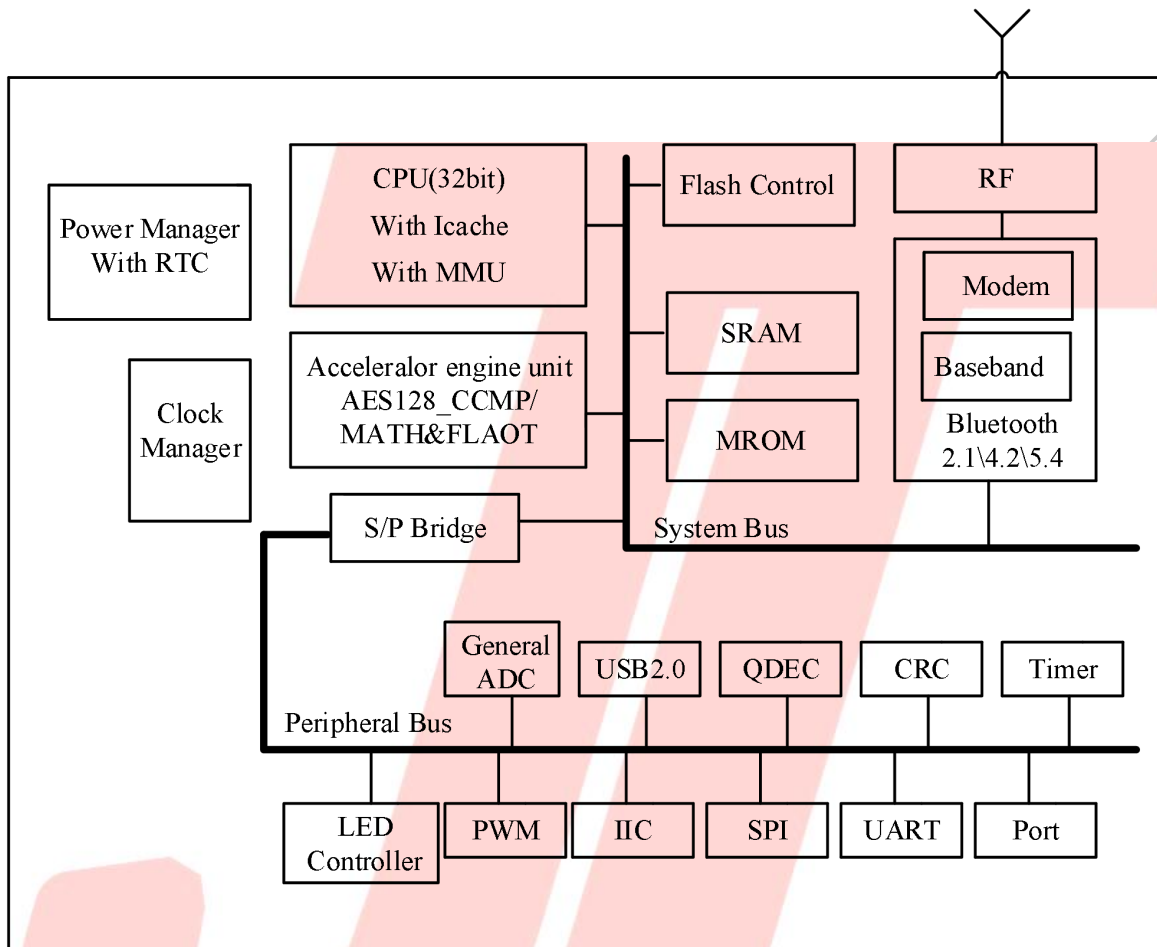 CPU(32bit)
With Icache
With MMU
Flash Control
RF
Power Manager
With RTC
Modem
SRAM
Baseband
Acceleralor engine unit
AES128_CCMP/
MATH&FLAOT
Clock
Manager
MROM
Bluetooth
2.1\4.2\5.4
S/P Bridge
System Bus
General
ADC
USB2.0
QDEC
CRC
Timer
Peripheral Bus
LED
Controller
PWM
IIC
SPI
UART
Port